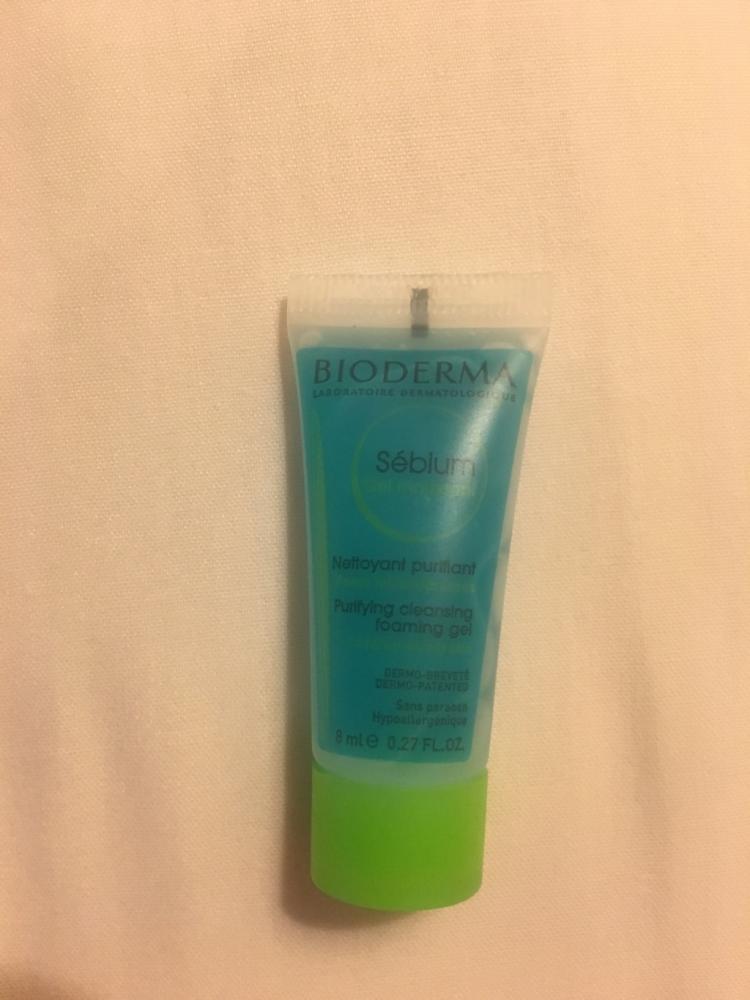 BIODERMA
LABORATOIRE DERMATOLOGIQUE
Sébium
Nettoyant purifiant
Purifying cleansing
foaming gel
DERMO-BREVETÉ
DERMO-PATENTED
Sans paraben
Hypoallergénique
8 ml e 0.27 FL.OZ.